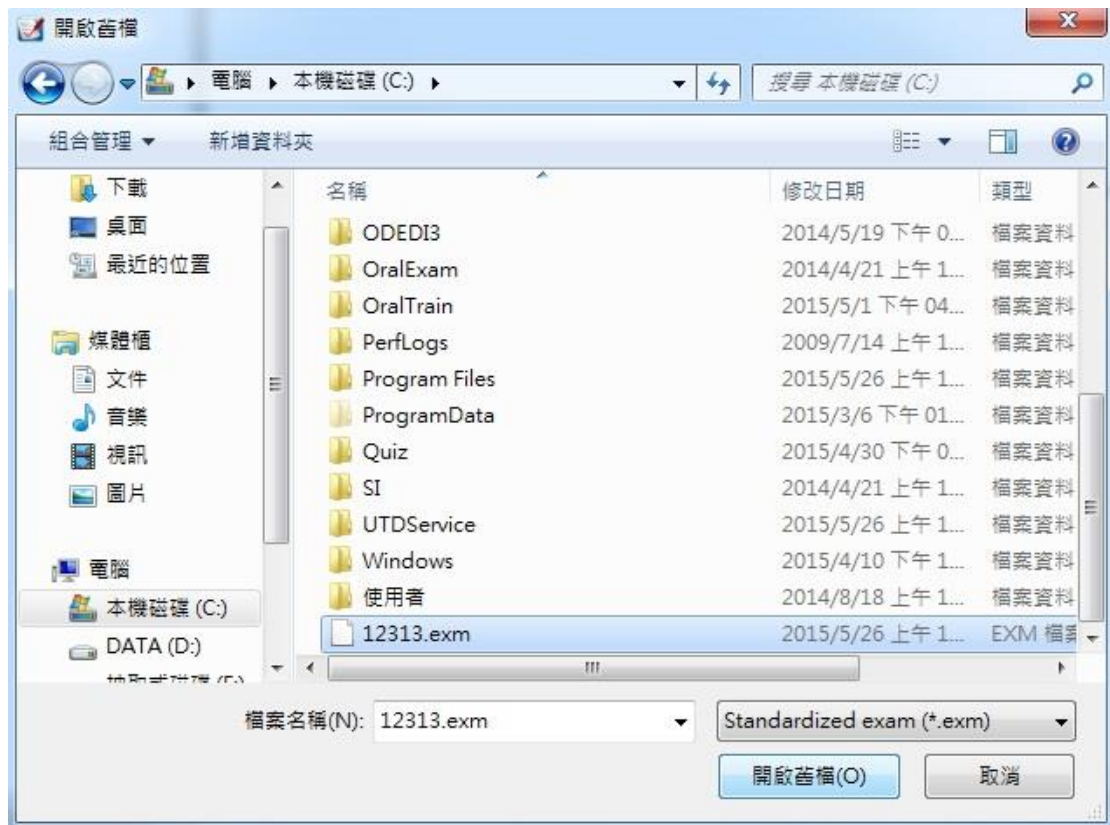 開啟舊檔
電腦 本機磁碟 (C:)
搜尋 本機磁碟 (C:)
組合管理 新增資料夾
下載
桌面
最近的位置
媒體櫃
文件
音樂
視訊
圖片
電腦
本機磁碟 (C:)
DATA (D:)
名稱 修改日期 類型
ODEDI3 2014/5/19 下午 0... 檔案資料
OralExam 2014/4/21 上午 1... 檔案資料
OralTrain 2015/5/1 下午 04... 檔案資料
PerfLogs 2009/7/14 上午 1... 檔案資料
Program Files 2015/5/26 上午 1... 檔案資料
ProgramData 2015/3/6 下午 01... 檔案資料
Quiz 2015/4/30 下午 0... 檔案資料
SI 2014/4/21 上午 1... 檔案資料
UTDService 2015/5/26 上午 1... 檔案資料
Windows 2015/4/10 下午 1... 檔案資料
使用者 2014/8/18 上午 1... 檔案資料
12313.exm 2015/5/26 上午 1... EXM 檔案
檔案名稱(N): 12313.exm Standardized exam (*.exm)
開啟舊檔(O) 取消